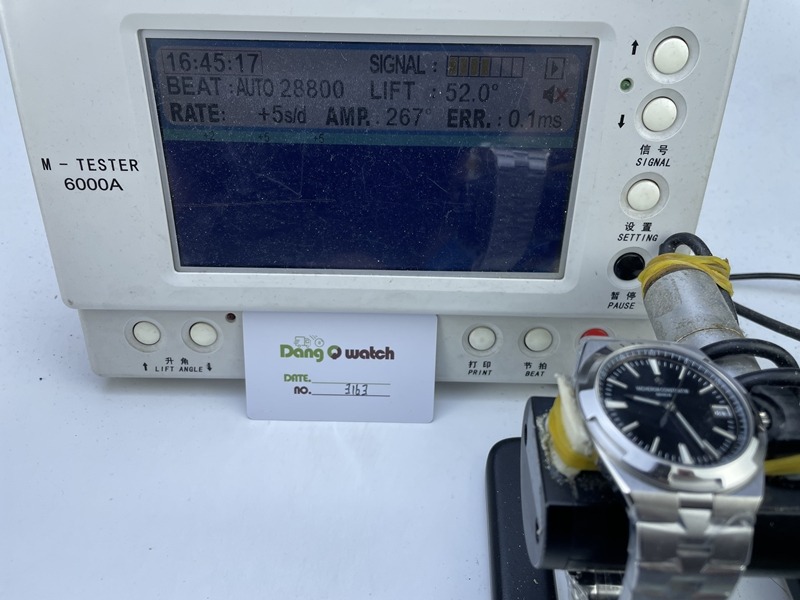 16:45:17 SIGNAL :
BEAT :AUTO 28800 LIFT : 52.0°
RATE: +5s/d AMP.: 267° ERR.: 0.1ms
M - TESTER
6000A
信号
SIGNAL
设置
SETTING
暂停
PAUSE
升角
LIFT ANGLE
Dang Q watch
DATE.
NO. 3163
打印
PRINT
节拍
BEAT